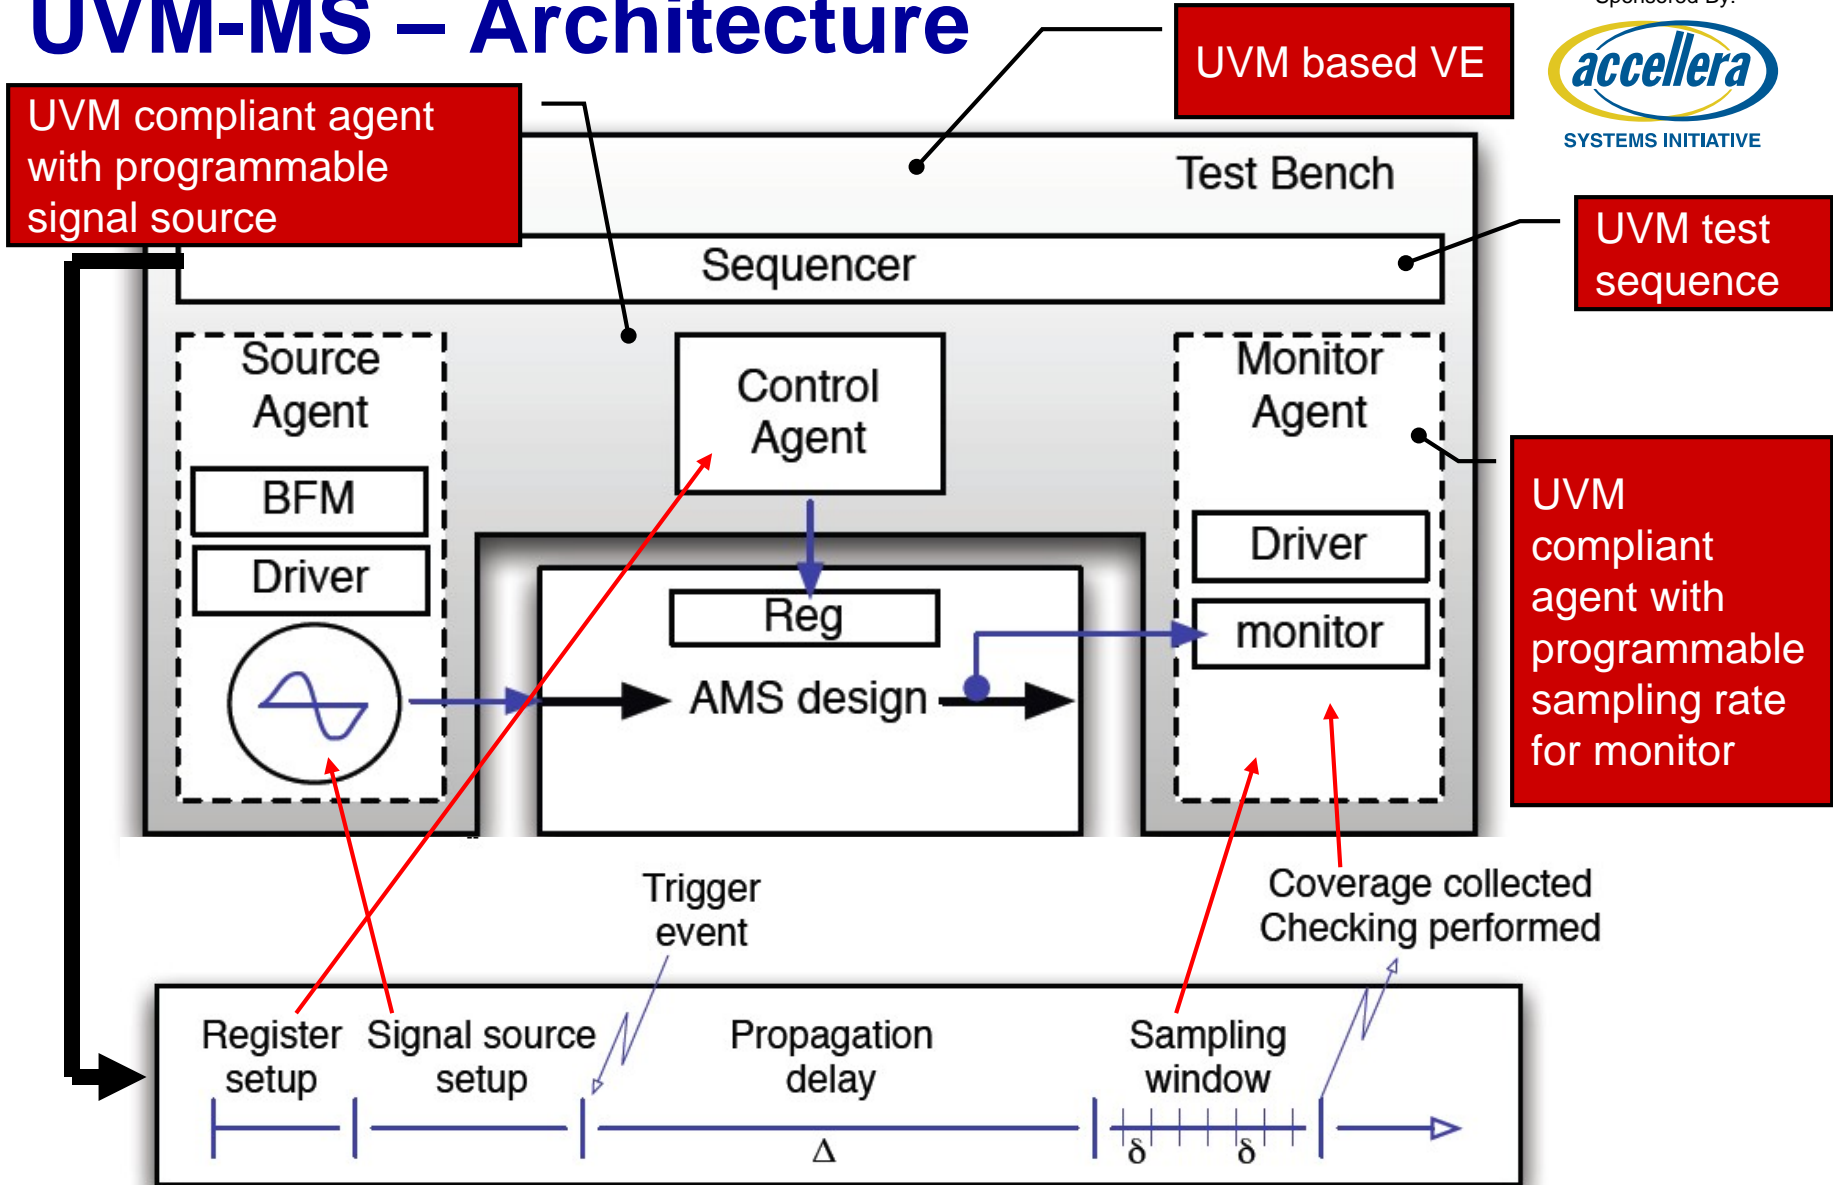 UVM-MS – Architecture
Sponsored By:
accellera
SYSTEMS INITIATIVE
UVM based VE
UVM compliant agent
with programmable
signal source
Test Bench
UVM test
sequence
Sequencer
Source
Agent
BFM
Driver
Control
Agent
Monitor
Agent
Driver
monitor
Reg
AMS design
UVM
compliant
agent with
programmable
sampling rate
for monitor
Trigger
event
Coverage collected
Checking performed
Register
setup
Signal source
setup
Propagation
delay
Sampling
window
Δ
δ
δ